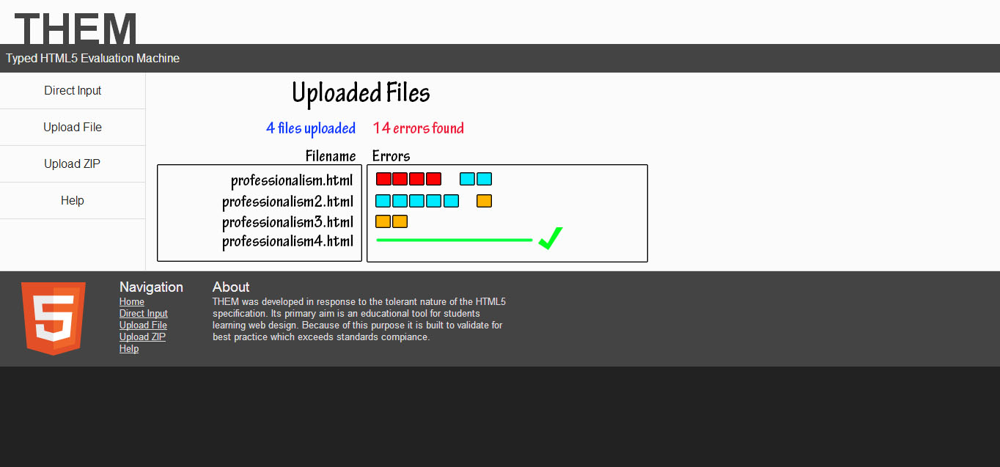 THEM
Typed HTML5 Evaluation Machine
Direct Input
Upload File
Upload ZIP
Help
Uploaded Files
4 files uploaded 14 errors found
Filename Errors
professionalism.html
professionalism2.html
professionalism3.html
professionalism4.html
5
Navigation
Home
Direct Input
Upload File
Upload ZIP
Help
About
THEM was developed in response to the tolerant nature of the HTML5
specification. Its primary aim is an educational tool for students
learning web design. Because of this purpose it is built to validate for
best practice which exceeds standards compiance.